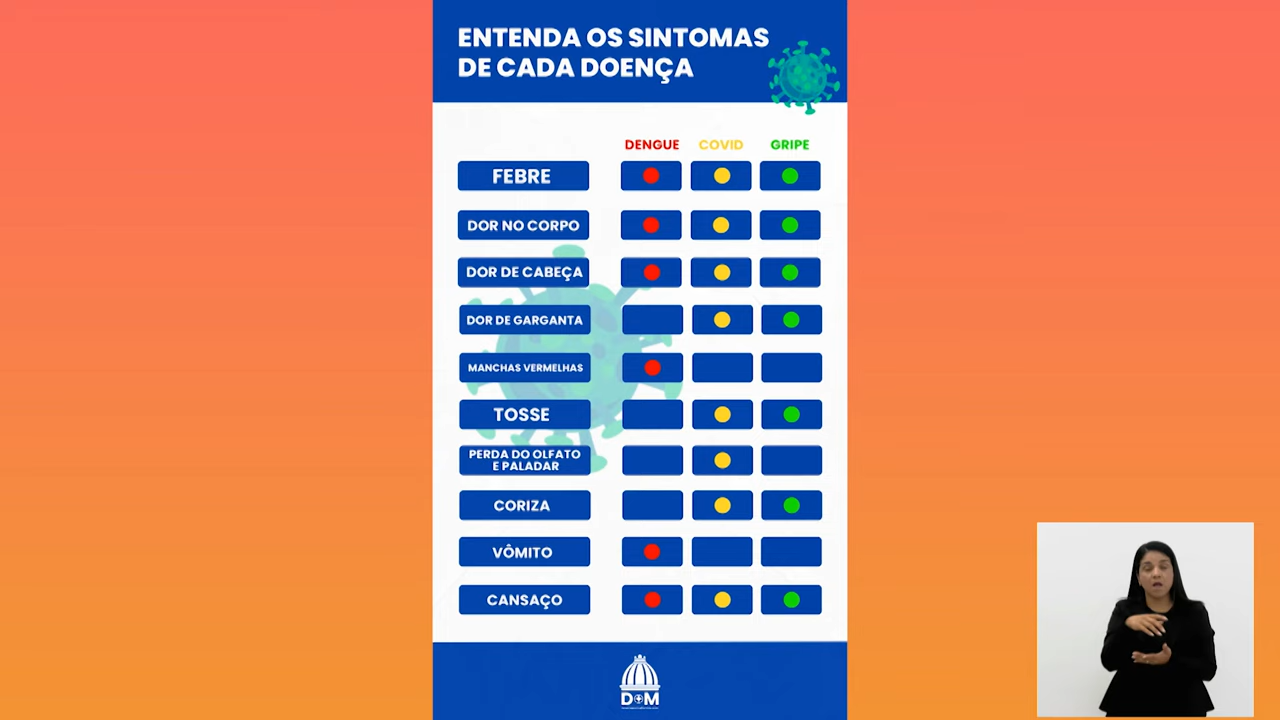 ENTENDA OS SINTOMAS
DE CADA DOENÇA
DENGUE COVID GRIPE
FEBRE
DOR NO CORPO
DOR DE CABEÇA
DOR DE GARGANTA
MANCHAS VERMELHAS
TOSSE
PERDA DO OLFATO
E PALADAR
CORIZA
VÔMITO
CANSAÇO
D+M